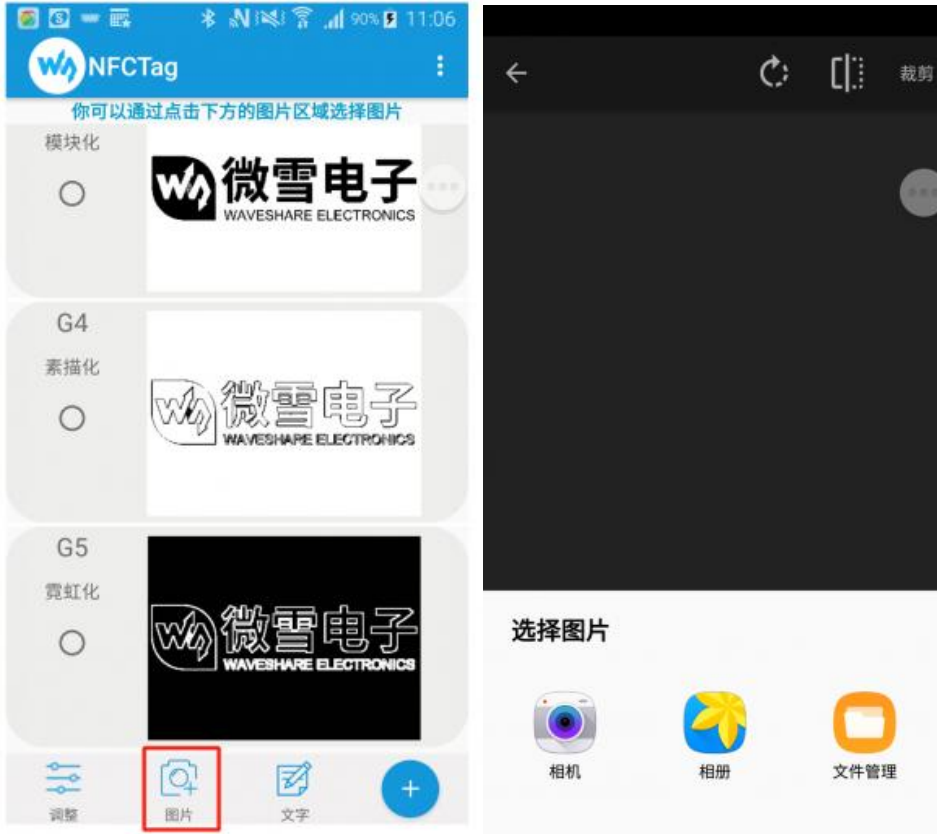 90% 11:06
NFCTag
你可以通过点击下方的图片区域选择图片
模块化
微雪电子
WAVESHARE ELECTRONICS
G4
素描化
微雪电子
WAVESHARE ELECTRONICS
G5
霓虹化
微雪电子
WAVESHARE ELECTRONICS
调整
图片
文字
裁剪
选择图片
相机
相册
文件管理